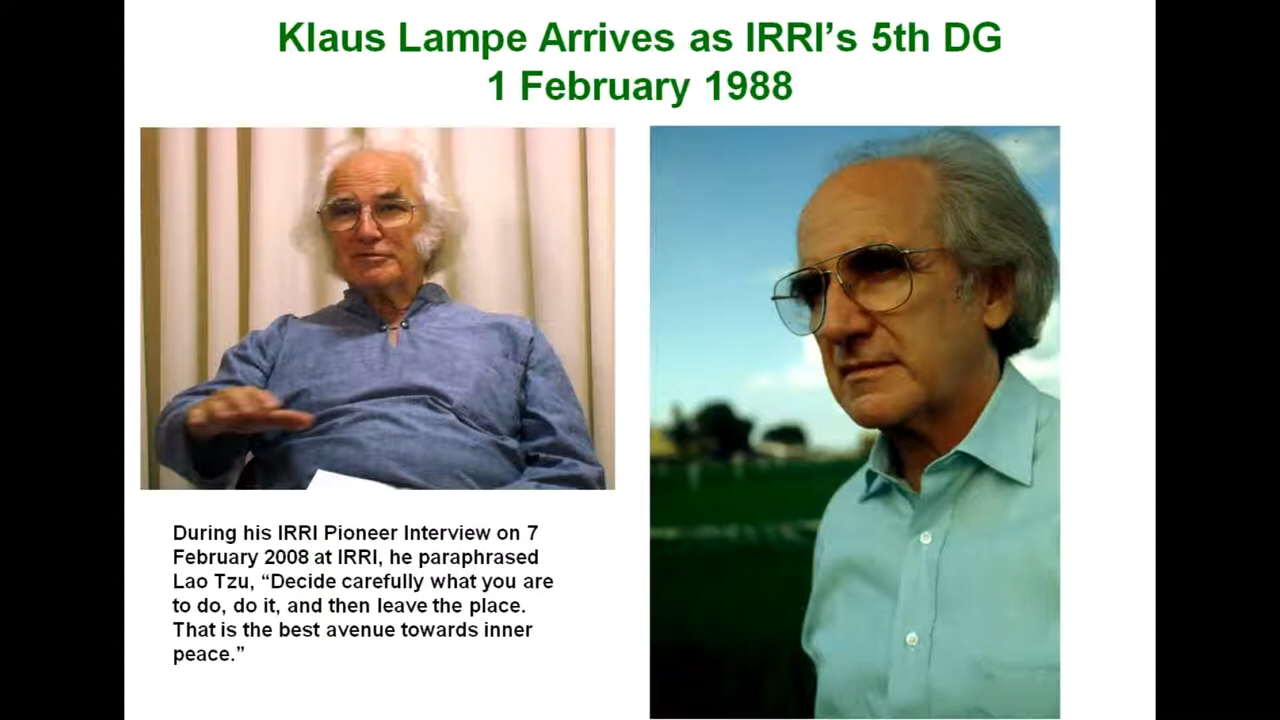 Klaus Lampe Arrives as IRRI’s 5th DG
1 February 1988
During his IRRI Pioneer Interview on 7
February 2008 at IRRI, he paraphrased
Lao Tzu, “Decide carefully what you are
to do, do it, and then leave the place.
That is the best avenue towards inner
peace.”